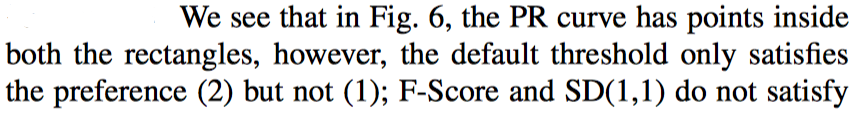 We see that in Fig. 6, the PR curve has points inside
both the rectangles, however, the default threshold only satisfies
the preference (2) but not (1); F-Score and SD(1,1) do not satisfy